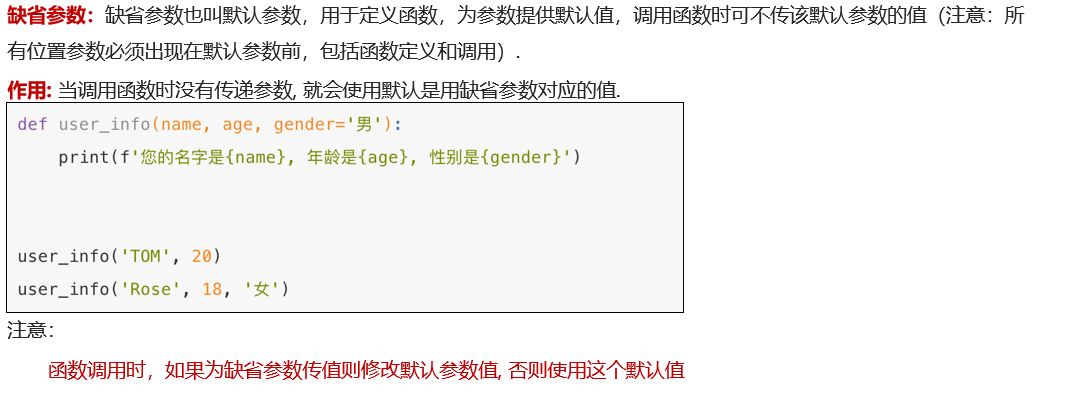 缺省参数：缺省参数也叫默认参数，用于定义函数，为参数提供默认值，调用函数时可不传该默认参数的值（注意：所
有位置参数必须出现在默认参数前，包括函数定义和调用）.
作用: 当调用函数时没有传递参数, 就会使用默认是用缺省参数对应的值.
def user_info(name, age, gender='男'):
    print(f'您的名字是{name}, 年龄是{age}, 性别是{gender}')
user_info('TOM', 20)
user_info('Rose', 18, '女')
注意：
函数调用时，如果为缺省参数传值则修改默认参数值, 否则使用这个默认值